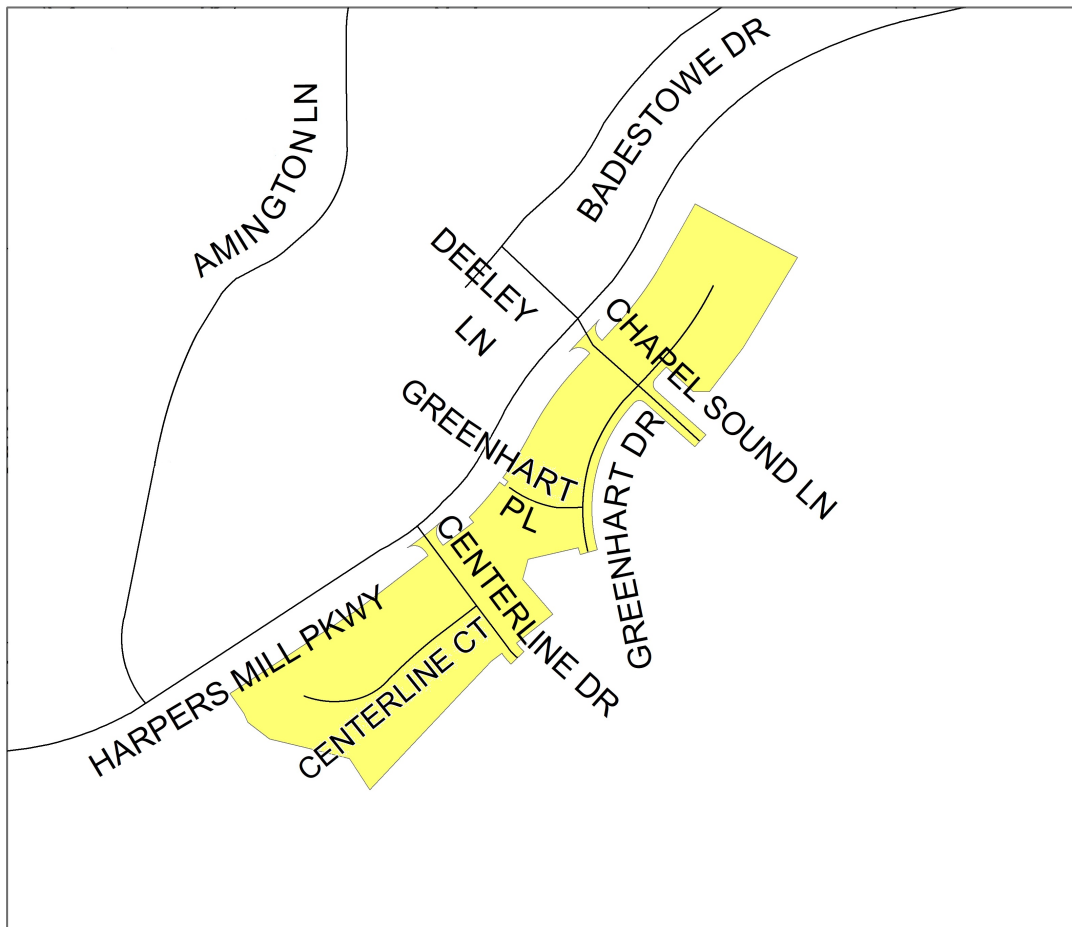 BADESTOWE DR
AMINGTON LN
DEELEY
LN
CHAPEL SOUND LN
GREENHART
PL
GREENHART DR
CENTERLINE DR
CENTERLINE CT
HARPERS MILL PKWY